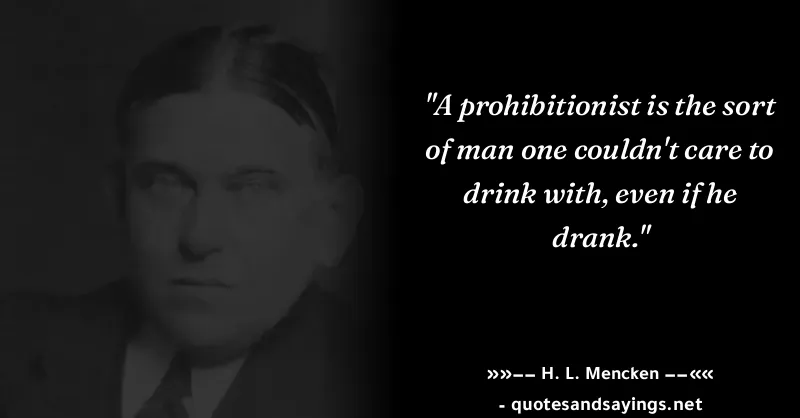 "A prohibitionist is the sort
of man one couldn't care to
drink with, even if he
drank."
»»–– H. L. Mencken ––««
- quotesandsayings.net